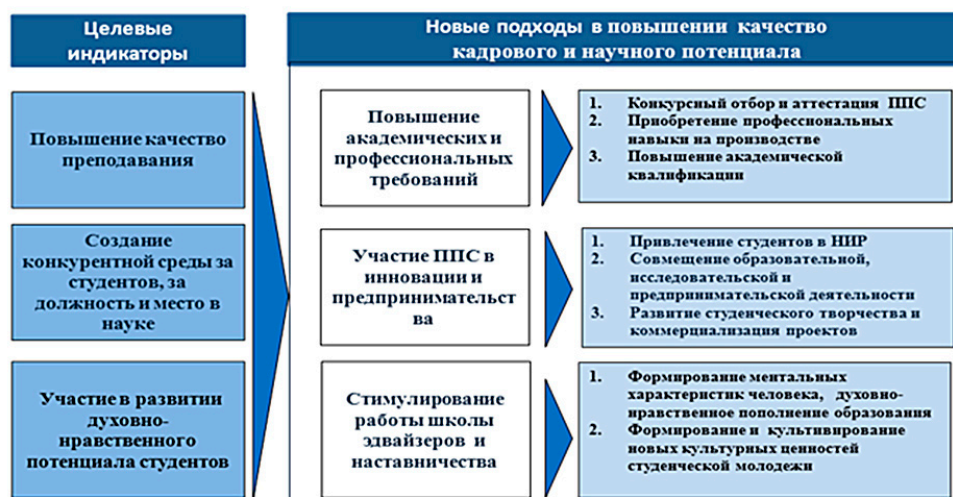 Целевые
индикаторы
Новые подходы в повышении качество
кадрового и научного потенциала
Повышение качество
преподавания
Повышение
академических и
профессиональных
требований
1. Конкурсный отбор и аттестация ППС
2. Приобретение профессиональных
навыки на производстве
3. Повышение академической
квалификации
Создание
конкурентной среды за
студентов, за
должность и место в
науке
Участие ППС в
инновации и
предпринимательст
ва
1. Привлечение студентов в НИР
2. Совмещение образовательной,
исследовательской и
предпринимательской деятельности
3. Развитие студенческого творчества и
коммерциализация проектов
Участие в развитии
духовно-
нравственного
потенциала студентов
Стимулирование
работы школы
эдвайзеров и
наставничества
1. Формирование ментальных
характеристик человека, духовно-
нравственное пополнение образования
2. Формирование и культивирование
новых культурных ценностей
студенческой молодежи